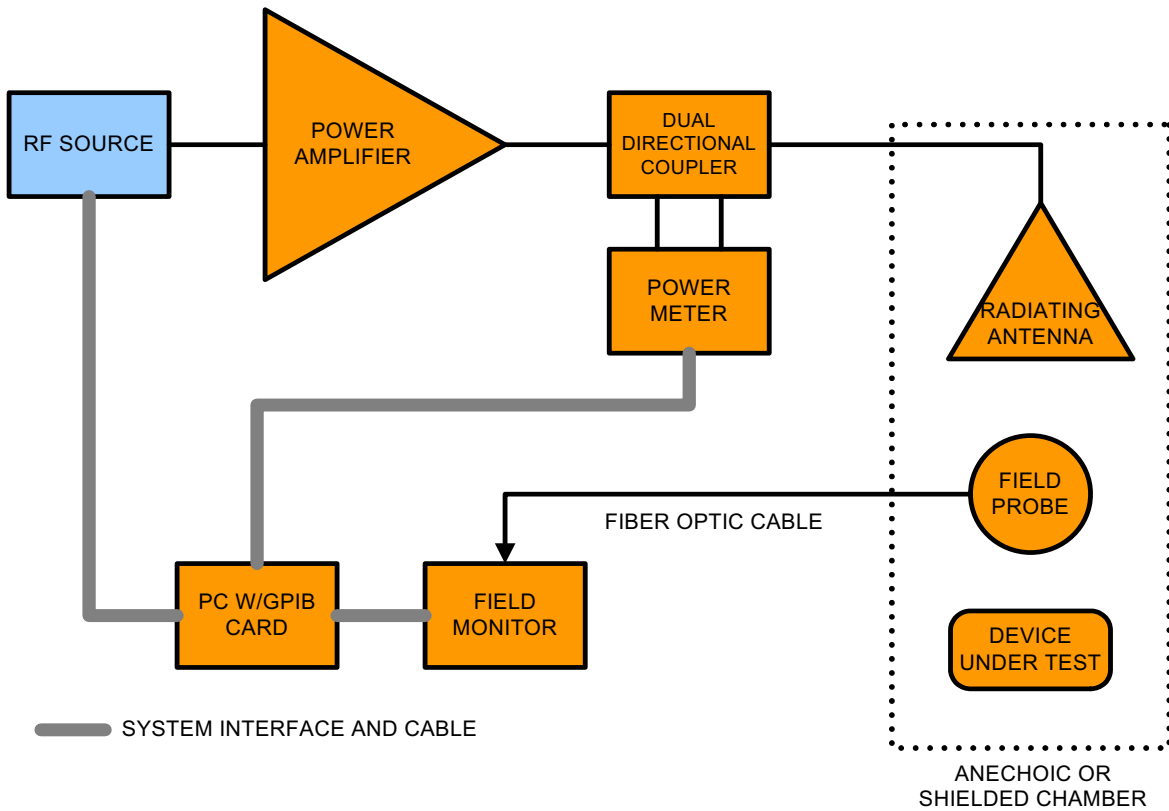 RF SOURCE
POWER
AMPLIFIER
DUAL
DIRECTIONAL
COUPLER
POWER
METER
RADIATING
ANTENNA
FIELD
PROBE
FIBER OPTIC CABLE
PC W/GPIB
CARD
FIELD
MONITOR
DEVICE
UNDER TEST
SYSTEM INTERFACE AND CABLE
ANECHOIC OR
SHIELDED CHAMBER